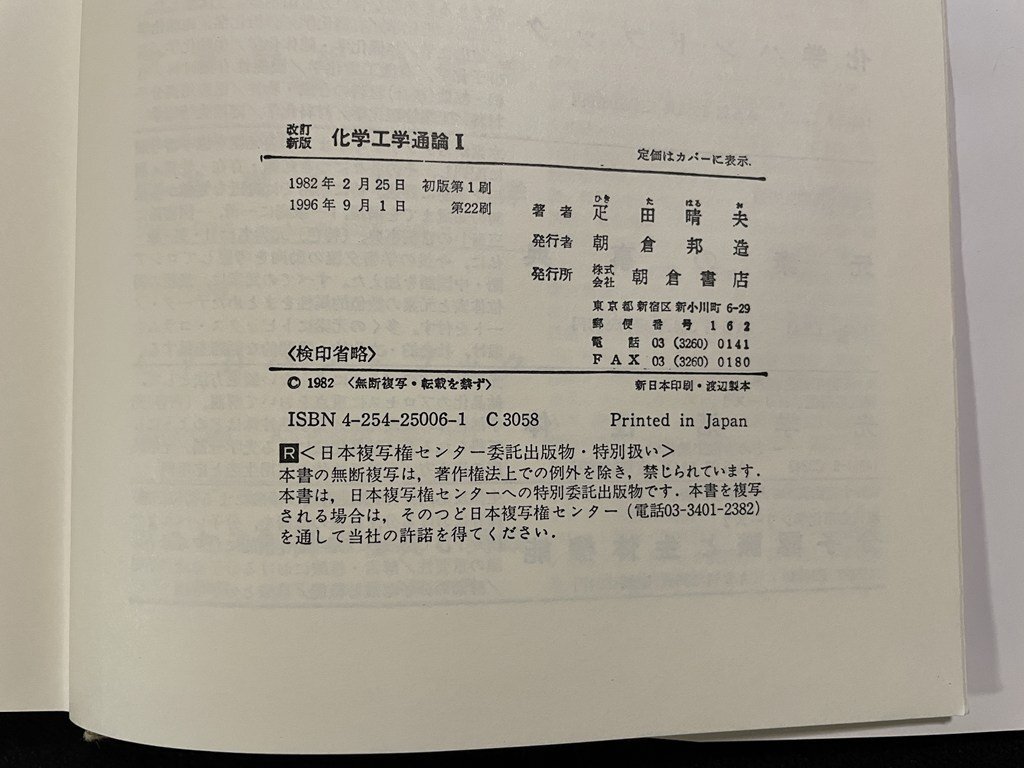 改訂新版 化学工学通論 I
定価はカバーに表示.
1982年2月25日 初版第1刷
1996年9月1日 第22刷
ひき た はる お
著者 疋田晴夫
発行者 朝倉邦造
発行所 株式会社 朝倉書店
東京都新宿区新小川町6-29
郵便番号 162
電話 03 (3260) 0141
FAX 03 (3260) 0180
〈検印省略〉
© 1982 〈無断複写・転載を禁ず〉
新日本印刷・渡辺製本
ISBN 4-254-25006-1 C3058 Printed in Japan
R<日本複写権センター委託出版物・特別扱い>
本書の無断複写は，著作権法上での例外を除き，禁じられています．
本書は，日本複写権センターへの特別委託出版物です．本書を複写
される場合は，そのつど日本複写権センター（電話03-3401-2382）
を通して当社の許諾を得てください．